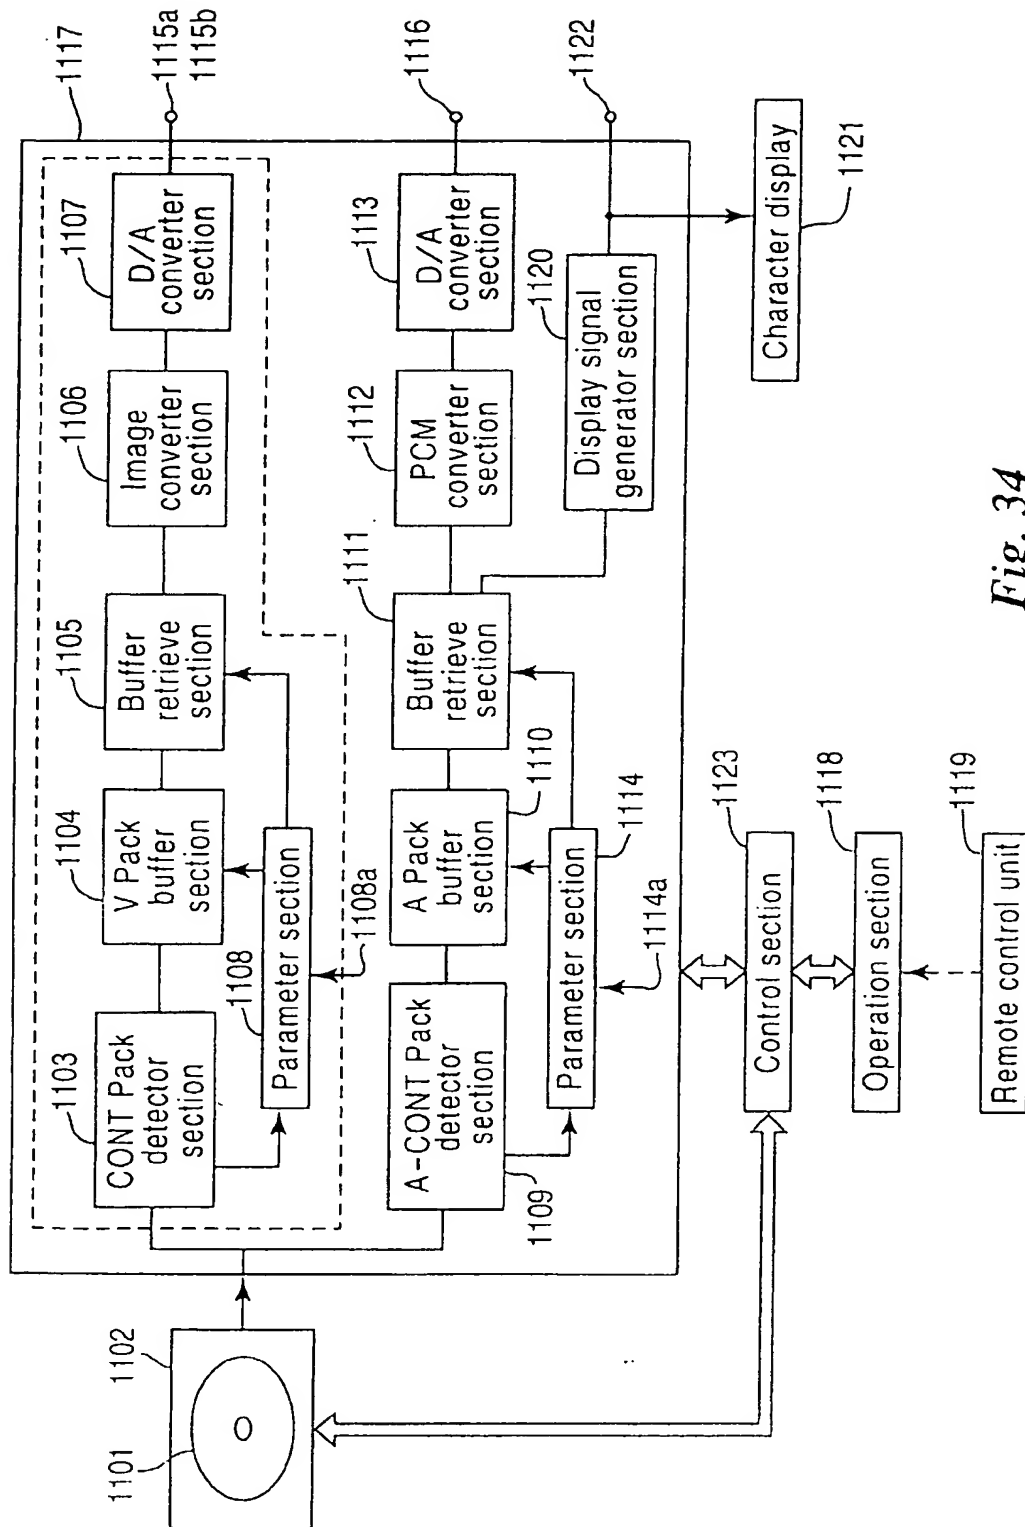 1117
1107
D/A
converter
section
1115a
1115b
1106
Image
converter
section
1105
Buffer
retrieve
section
1104
V Pack
buffer
section
1103
CONT Pack
detector
section
1108
Parameter section
1108a
1102
1101
1113
D/A
converter
section
1116
1112
PCM
converter
section
1111
Buffer
retrieve
section
1110
A Pack
buffer
section
A-CONT Pack
detector
section
1109
1114
Parameter section
1114a
1120
Display signal
generator section
1122
Character display
1121
1123
Control section
1118
Operation section
1119
Remote control unit
Fig. 34